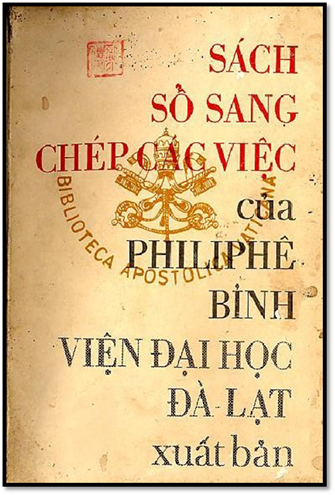 SÁCH
SỔ SANG
CHÉP CÁC VIỆC
của
PHILIPHÊ
BỈNH
VIỆN ĐẠI HỌC
ĐÀ-LẠT
xuất bản
BIBLIOTECA APOSTOLICA VATICANA